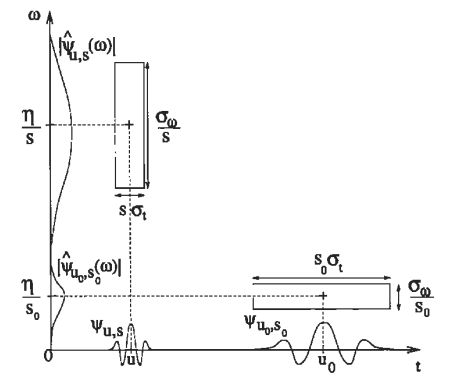 ω
|ψ̂u,s(ω)|
η/s
σω/s
s σt
|ψ̂u₀,s₀(ω)|
s₀σt
η/s₀
σω/s₀
ψu,s
ψu₀,s₀
0
u
u₀
t